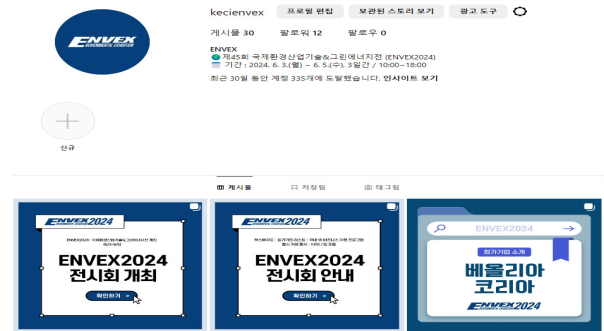 ENVEX
kecienvex 프로필 편집 보관된 스토리 보기 광고 도구
게시물 30 팔로워 12 팔로우 0
ENVEX
제45회 국제환경산업기술&그린에너지전 (ENVEX2024)
기간 : 2024. 6. 3.(월) ~ 6. 5.(수), 3일간 / 10:00~18:00
최근 30일 동안 계정 335개에 도달했습니다. 인사이트 보기
신규
게시물 저장됨 태그됨
ENVEX2024
ENVEX2024
전시회 개최
확인하기
ENVEX2024
ENVEX2024
전시회 안내
확인하기
ENVEX2024
참가기업 소개
베올리아
코리아
ENVEX2024